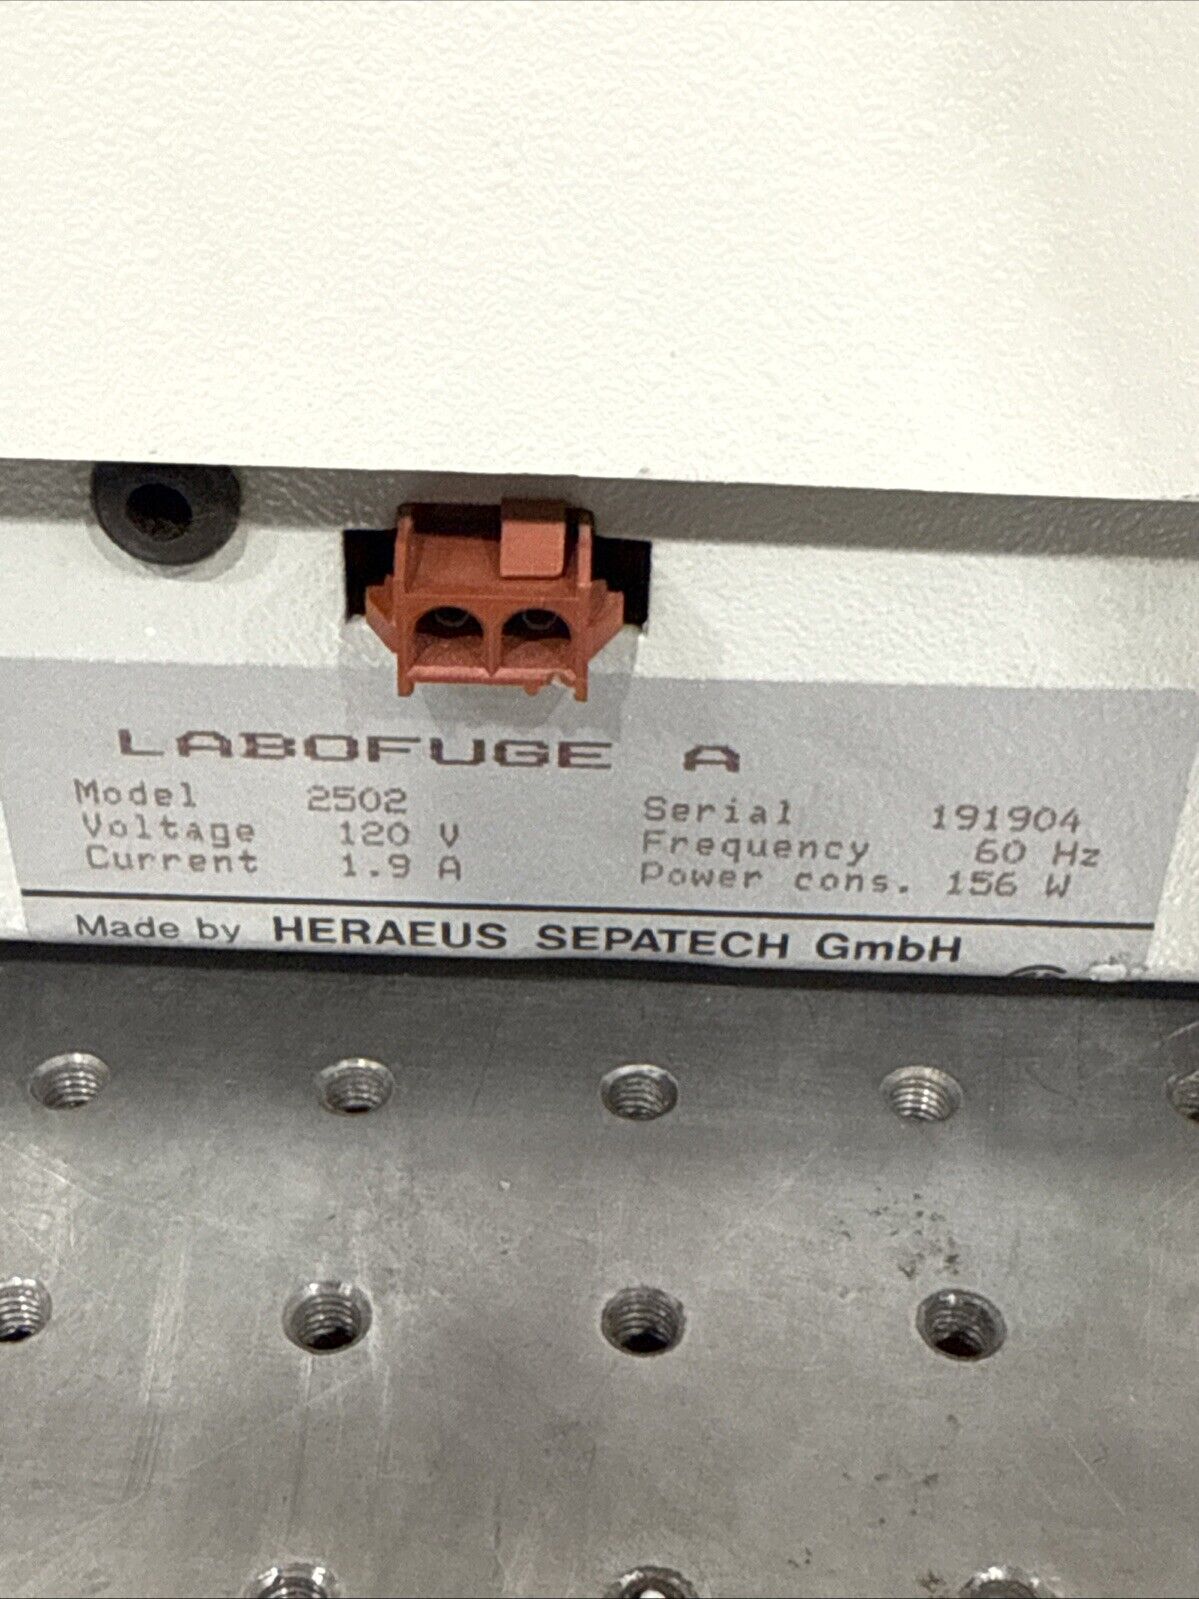 LABOFUGE A
Model 2502
Voltage 120 V
Current 1.9 A
Serial 191904
Frequency 60 Hz
Power cons. 156 W
Made by HERAEUS SEPATECH GmbH